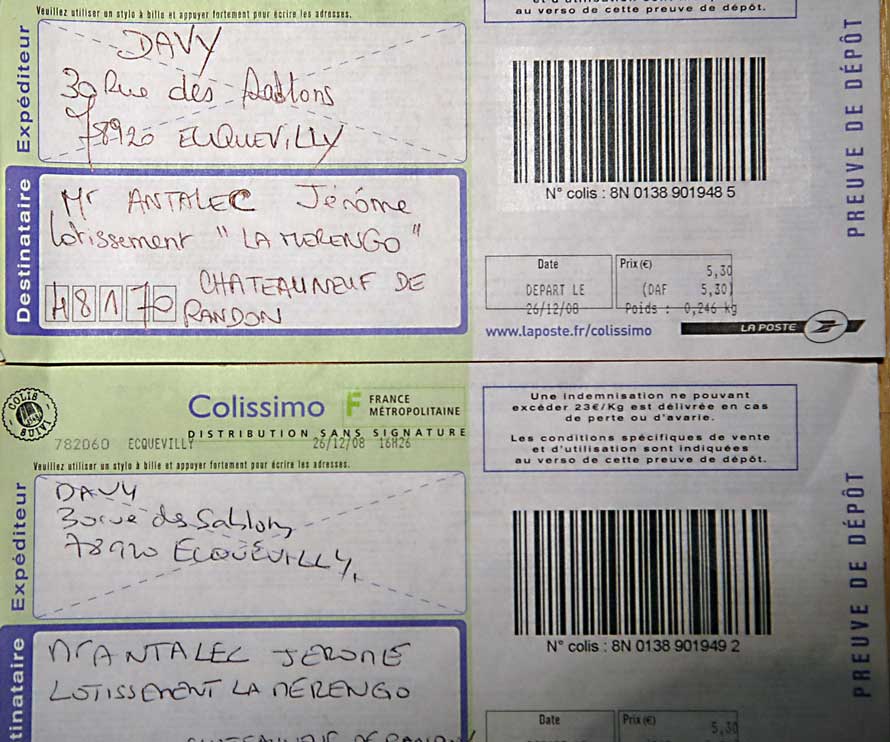 Veuillez utiliser un stylo à bille et appuyer fortement pour écrire les adresses.
au verso de cette preuve de dépôt.
Expéditeur
DAVY
30 Rue des Sablons
78920 ECQUEVILLY
Destinataire
Mr ANTALEC Jérôme
Lotissement "LA MERENGO"
48170 CHATEAUNEUF DE
RANDON
N° colis : 8N 0138 901948 5
PREUVE DE DÉPÔT
Date
DEPART LE
26/12/08
Prix (€)
5,30
(DAF 5,30)
Poids : 0,246 kg
www.laposte.fr/colissimo
LA POSTE
COLIS
SUIVI
Colissimo F FRANCE
MÉTROPOLITAINE
DISTRIBUTION SANS SIGNATURE
782060 ECQUEVILLY 26/12/08 16H26
Une indemnisation ne pouvant
excéder 23€/Kg est délivrée en cas
de perte ou d'avarie.
Les conditions spécifiques de vente
et d'utilisation sont indiquées
au verso de cette preuve de dépôt.
Veuillez utiliser un stylo à bille et appuyer fortement pour écrire les adresses.
Expéditeur
DAVY
30 rue des Sablons
78920 ECQUEVILLY
tinataire
Mr ANTALEC JEROME
LOTISSEMENT LA MERENGO
N° colis : 8N 0138 901949 2
PREUVE DE DÉPÔT
Date
Prix (€)
5,30